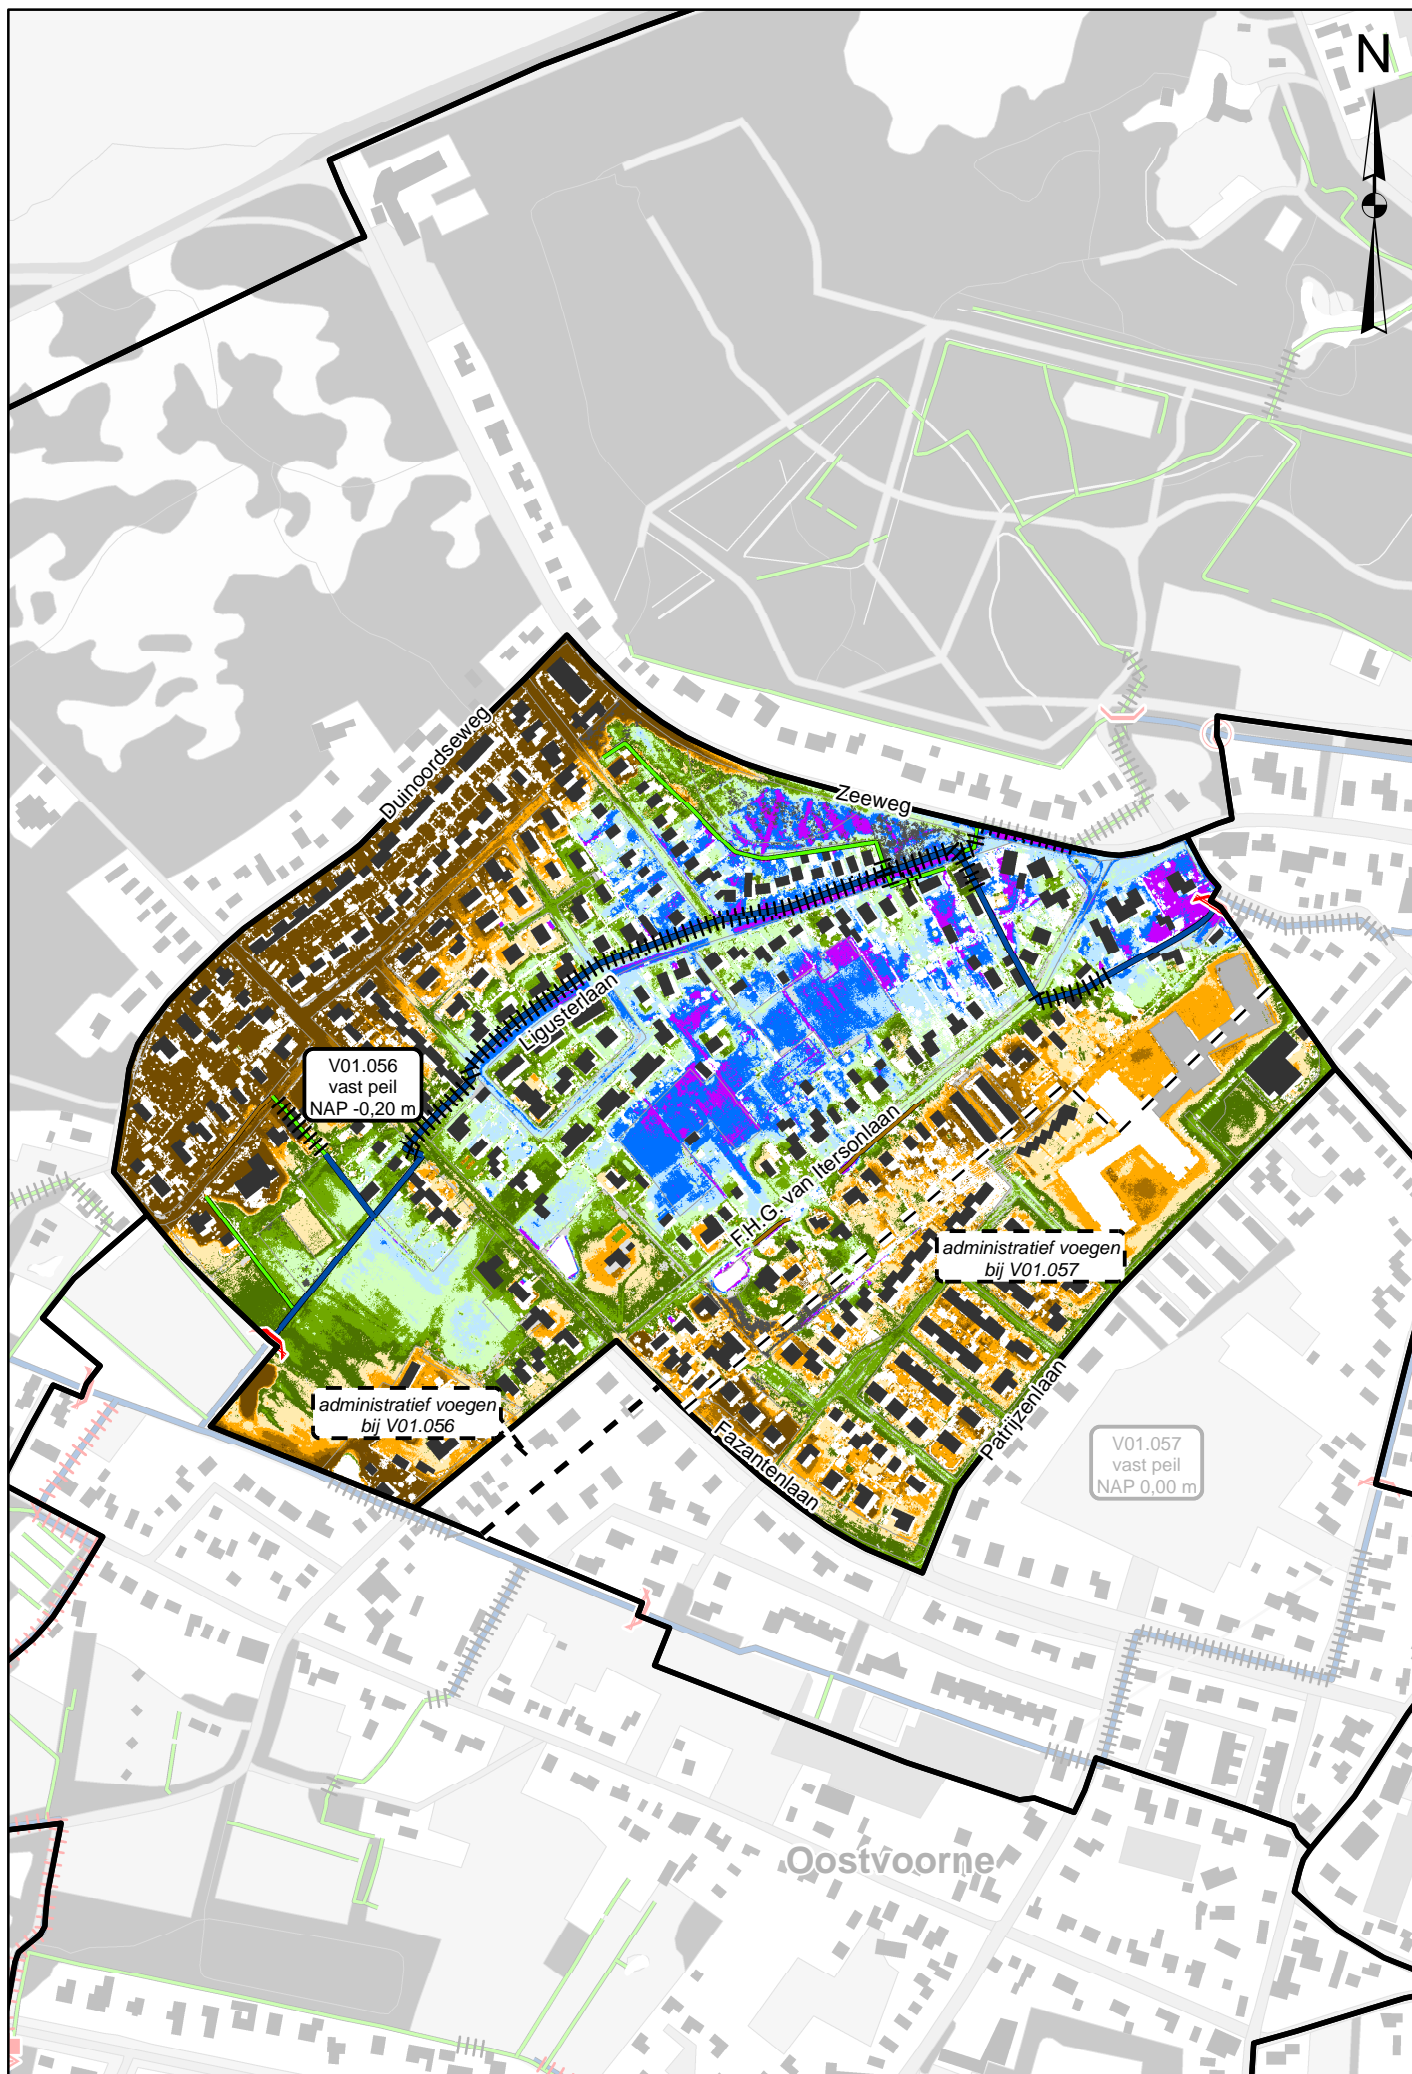 N
Duinoordseweg
Zeeweg
Ligusterlaan
V01.056
vast peil
NAP -0,20 m
F.H.G. van Itersonlaan
administratief voegen
bij V01.057
administratief voegen
bij V01.056
Fazantenlaan
Patrijzenlaan
V01.057
vast peil
NAP 0,00 m
Oostvoorne